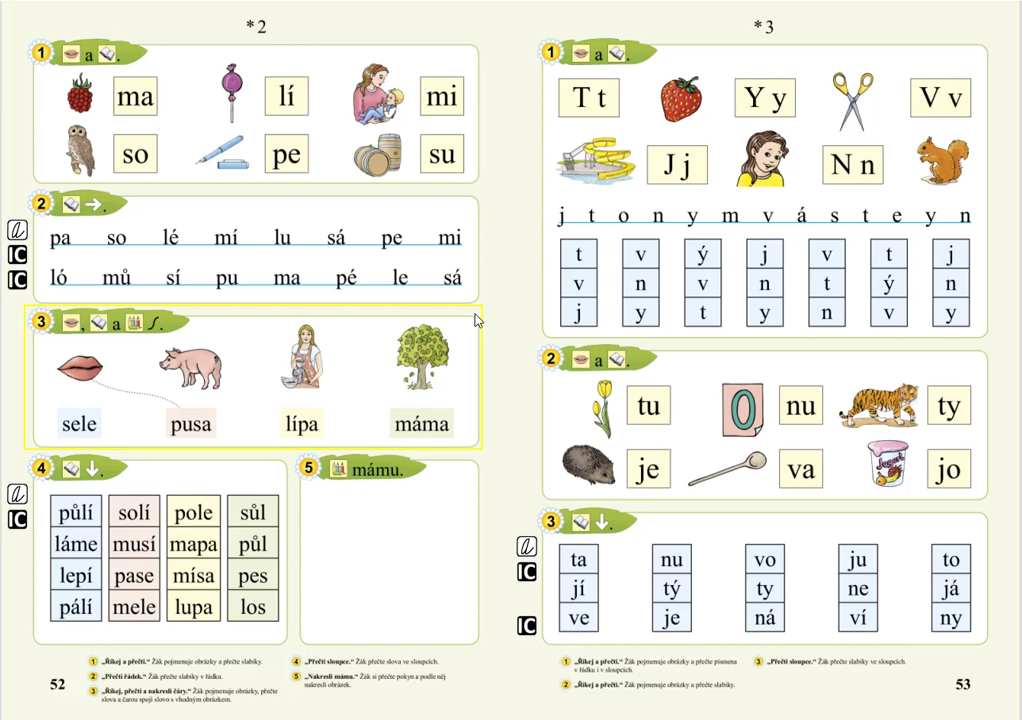 *2
1 a .
ma lí mi
so pe su
2 .
pa so lé mí lu sá pe mi
ló mů sí pu ma pé le sá
3 , a .
sele pusa lípa máma
4 .
půlí solí pole sůl
láme musí mapa půl
lepí pase mísa pes
pálí mele lupa los
5 mámu.
1 „Říkej a přečti.“ Žák pojmenuje obrázky a přečte slabiky.
2 „Přečti řádek.“ Žák přečte slabiky v řádku.
3 „Říkej, přečti a nakresli čáry.“ Žák pojmenuje obrázky, přečte
slova a čarou spojí slovo s vhodným obrázkem.
4 „Přečti sloupce.“ Žák přečte slova ve sloupcích.
5 „Nakresli mámu.“ Žák si přečte pokyn a podle něj
nakreslí obrázek.
52
*3
1 a .
T t Y y V v
J j N n
j t o n y m v á s t e y n
t v ý j v t j
v n v n t ý n
j y t y n v y
2 a .
tu O nu ty
je va Jogurt jo
3 .
ta nu vo ju to
jí tý ty ne já
ve je ná ví ny
1 „Říkej a přečti.“ Žák pojmenuje obrázky a přečte písmena
v řádku i v sloupcích.
2 „Říkej a přečti.“ Žák pojmenuje obrázky a přečte slabiky.
3 „Přečti sloupce.“ Žák přečte slabiky ve sloupcích.
53
IC
IC
IC
IC
IC